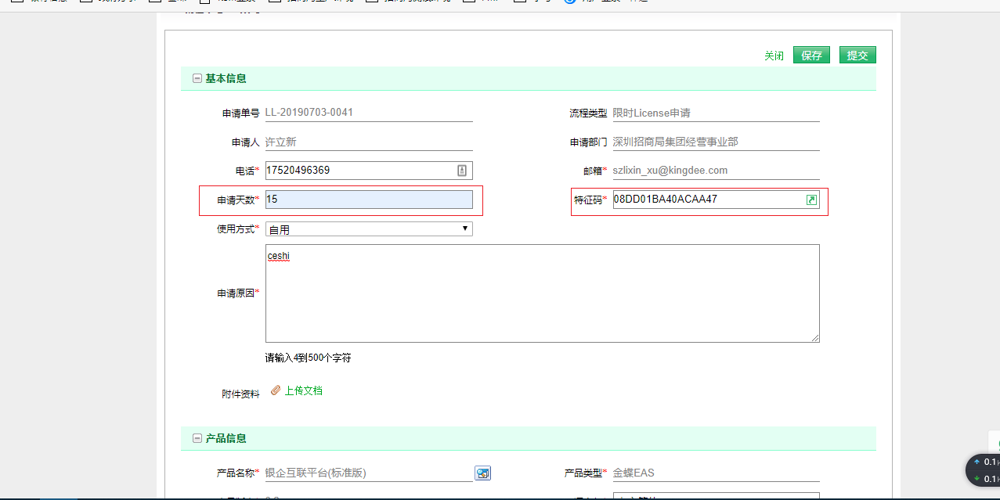 关闭 保存 提交
基本信息
申请单号 LL-20190703-0041 流程类型 限时License申请
申请人 许立新 申请部门 深圳招商局集团经营事业部
电话* 17520496369 邮箱* szlixin_xu@kingdee.com
申请天数* 15 特征码* 08DD01BA40ACAA47
使用方式* 自用
申请原因* ceshi
请输入4到500个字符
附件资料 上传文档
产品信息
产品名称* 银企互联平台(标准版) 产品类型* 金蝶EAS
0.1
0.1